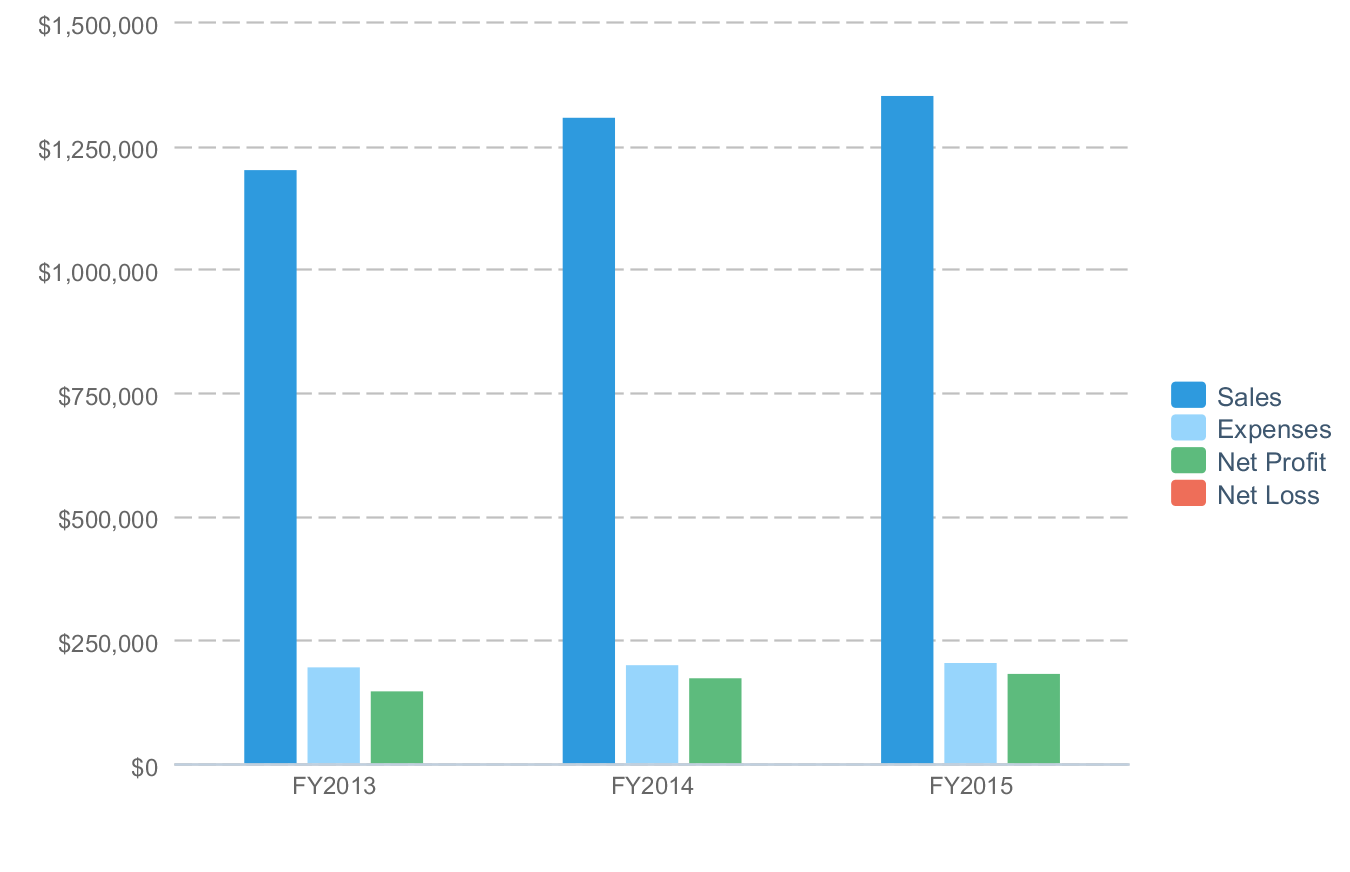 $1,500,000
$1,250,000
$1,000,000
$750,000
$500,000
$250,000
$0
FY2013
FY2014
FY2015
Sales
Expenses
Net Profit
Net Loss